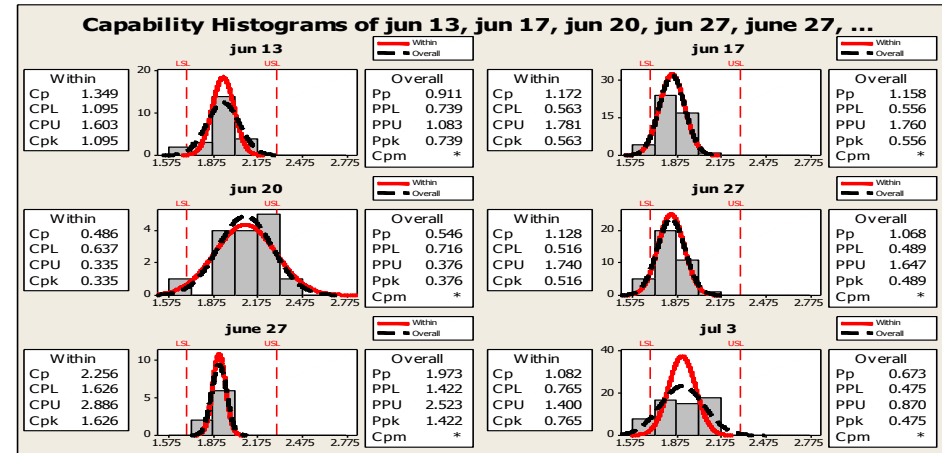 Capability Histograms of jun 13, jun 17, jun 20, jun 27, june 27, ...
jun 13
Within
Overall
Within
Cp 1.349
CPL 1.095
CPU 1.603
Cpk 1.095
LSL
USL
20
10
0
1.575 1.875 2.175 2.475 2.775
Overall
Pp 0.911
PPL 0.739
PPU 1.083
Ppk 0.739
Cpm *
jun 17
Within
Overall
Within
Cp 1.172
CPL 0.563
CPU 1.781
Cpk 0.563
LSL
USL
30
15
0
1.575 1.875 2.175 2.475 2.775
Overall
Pp 1.158
PPL 0.556
PPU 1.760
Ppk 0.556
Cpm *
jun 20
Within
Overall
Within
Cp 0.486
CPL 0.637
CPU 0.335
Cpk 0.335
LSL
USL
4
2
0
1.575 1.875 2.175 2.475 2.775
Overall
Pp 0.546
PPL 0.716
PPU 0.376
Ppk 0.376
Cpm *
jun 27
Within
Overall
Within
Cp 1.128
CPL 0.516
CPU 1.740
Cpk 0.516
LSL
USL
20
10
0
1.575 1.875 2.175 2.475 2.775
Overall
Pp 1.068
PPL 0.489
PPU 1.647
Ppk 0.489
Cpm *
june 27
Within
Overall
Within
Cp 2.256
CPL 1.626
CPU 2.886
Cpk 1.626
LSL
USL
10
5
0
1.575 1.875 2.175 2.475 2.775
Overall
Pp 1.973
PPL 1.422
PPU 2.523
Ppk 1.422
Cpm *
jul 3
Within
Overall
Within
Cp 1.082
CPL 0.765
CPU 1.400
Cpk 0.765
LSL
USL
40
20
0
1.575 1.875 2.175 2.475 2.775
Overall
Pp 0.673
PPL 0.475
PPU 0.870
Ppk 0.475
Cpm *